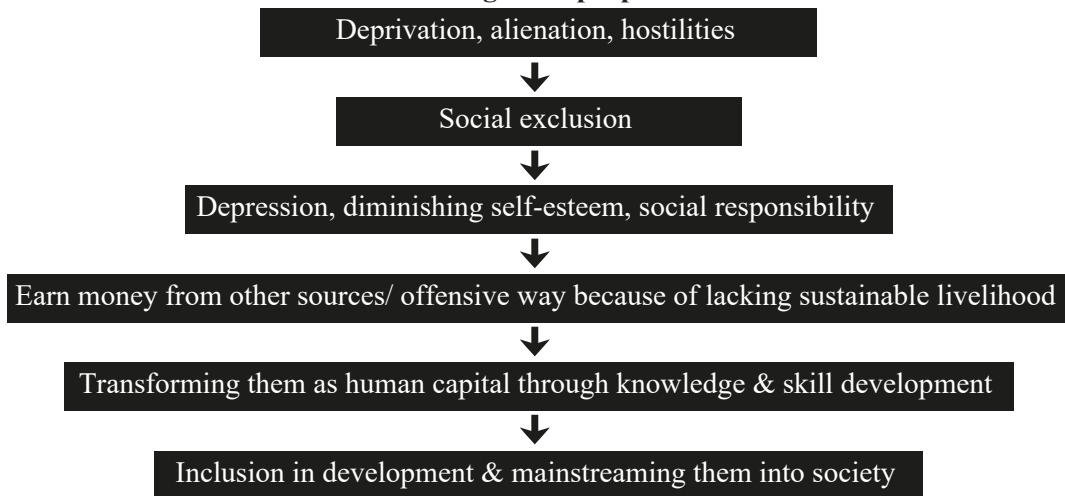 Deprivation, alienation, hostilities
Social exclusion
Depression, diminishing self-esteem, social responsibility
Earn money from other sources/ offensive way because of lacking sustainable livelihood
Transforming them as human capital through knowledge & skill development
Inclusion in development & mainstreaming them into society